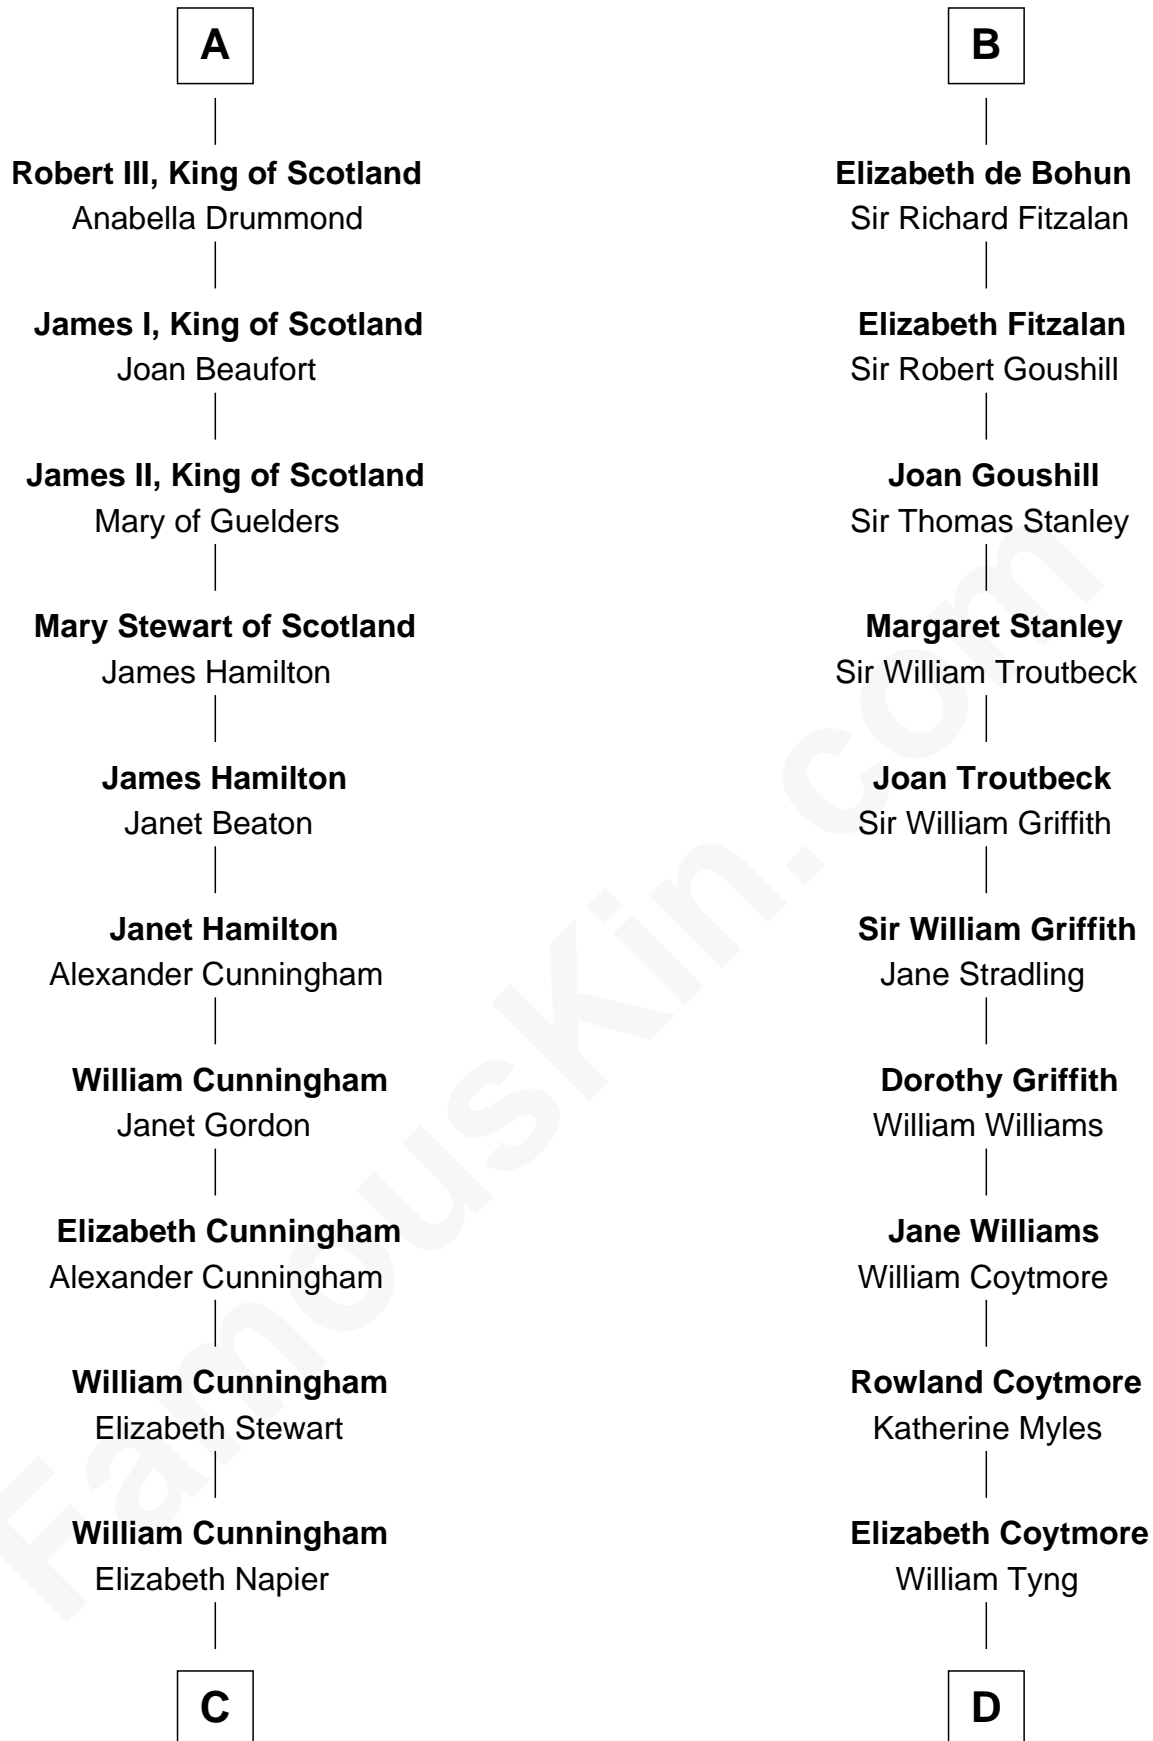 A
Robert III, King of Scotland
Anabella Drummond
James I, King of Scotland
Joan Beaufort
James II, King of Scotland
Mary of Guelders
Mary Stewart of Scotland
James Hamilton
James Hamilton
Janet Beaton
Janet Hamilton
Alexander Cunningham
William Cunningham
Janet Gordon
Elizabeth Cunningham
Alexander Cunningham
William Cunningham
Elizabeth Stewart
William Cunningham
Elizabeth Napier
C
B
Elizabeth de Bohun
Sir Richard Fitzalan
Elizabeth Fitzalan
Sir Robert Goushill
Joan Goushill
Sir Thomas Stanley
Margaret Stanley
Sir William Troutbeck
Joan Troutbeck
Sir William Griffith
Sir William Griffith
Jane Stradling
Dorothy Griffith
William Williams
Jane Williams
William Coytmore
Rowland Coytmore
Katherine Myles
Elizabeth Coytmore
William Tyng
D
FamousKin.com